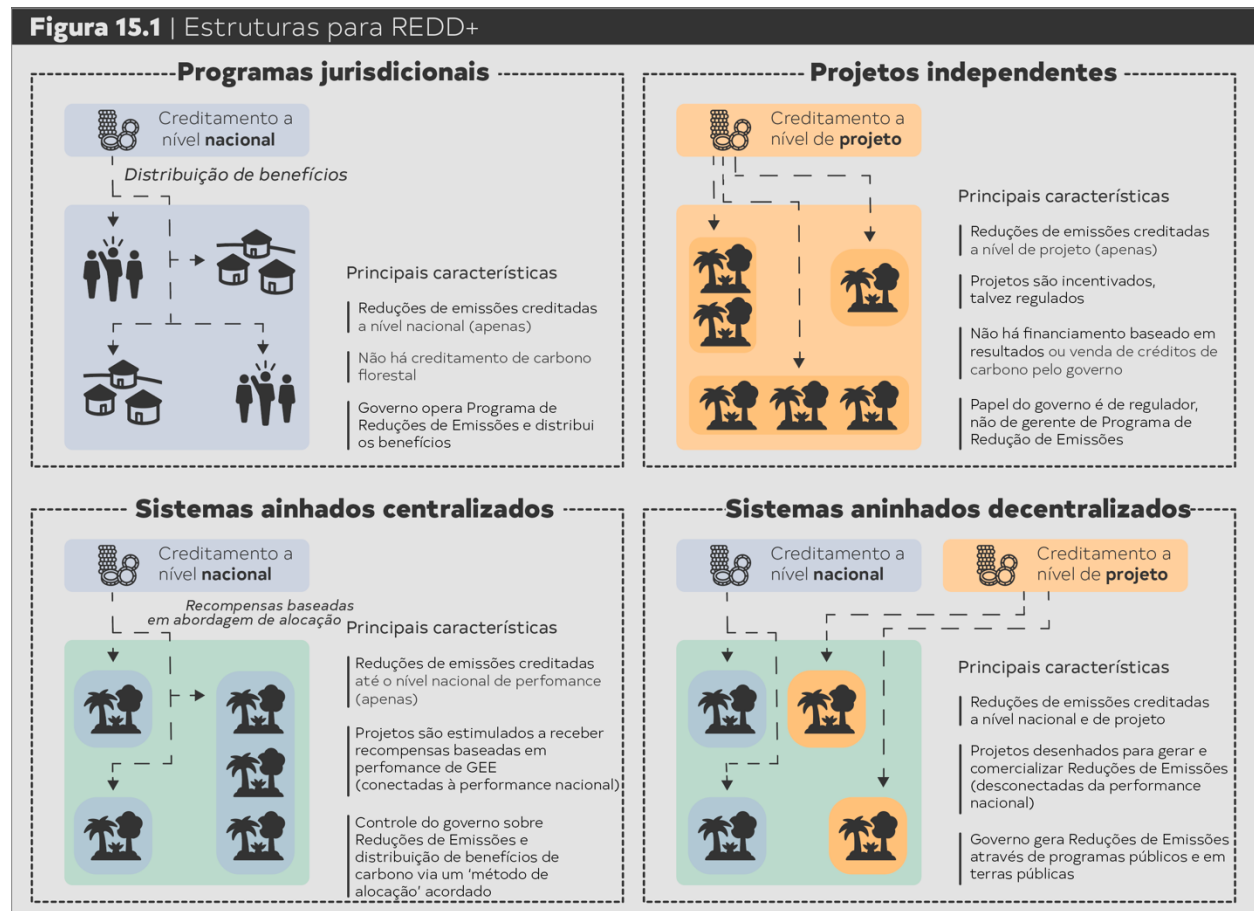 Figura 15.1 | Estruturas para REDD+
Programas jurisdicionais
Creditamento a
nível nacional
Distribuição de benefícios
Principais característicos
Reduções de emissões creditadas
a nível nacional (apenas)
Não há creditamento de carbono
florestal
Governo opera Programa de
Reduções de Emissões e distribui
os benefícios
Projetos independentes
Creditamento a
nível de projeto
Principais característicos
Reduções de emissões creditadas
a nível de projeto (apenas)
Projetos são incentivados,
talvez regulados
Não há financiamento baseado em
resultados ou venda de créditos de
carbono pelo governo
Papel do governo é de regulador,
não de gerente de Programa de
Redução de Emissões
Sistemas ainhados centralizados
Creditamento a
nível nacional
Recompensas baseadas
em abordagem de alocação
Principais característicos
Reduções de emissões creditadas
até o nível nacional de perfomance
(apenas)
Projetos são estimulados a receber
recompensas baseadas em
perfomance de GEE
(conectadas à performance nacional)
Controle do governo sobre
Reduções de Emissões e
distribuição de benefícios de
carbono via um 'método de
alocação' acordado
Sistemas aninhados decentralizados
Creditamento a
nível nacional
Creditamento a
nível de projeto
Principais característicos
Reduções de emissões creditadas
a nível nacional e de projeto
Projetos desenhados para gerar e
comercializar Reduções de Emissões
(desconectadas da performance
nacional)
Governo gera Reduções de Emissões
através de programas públicos e em
terras públicas